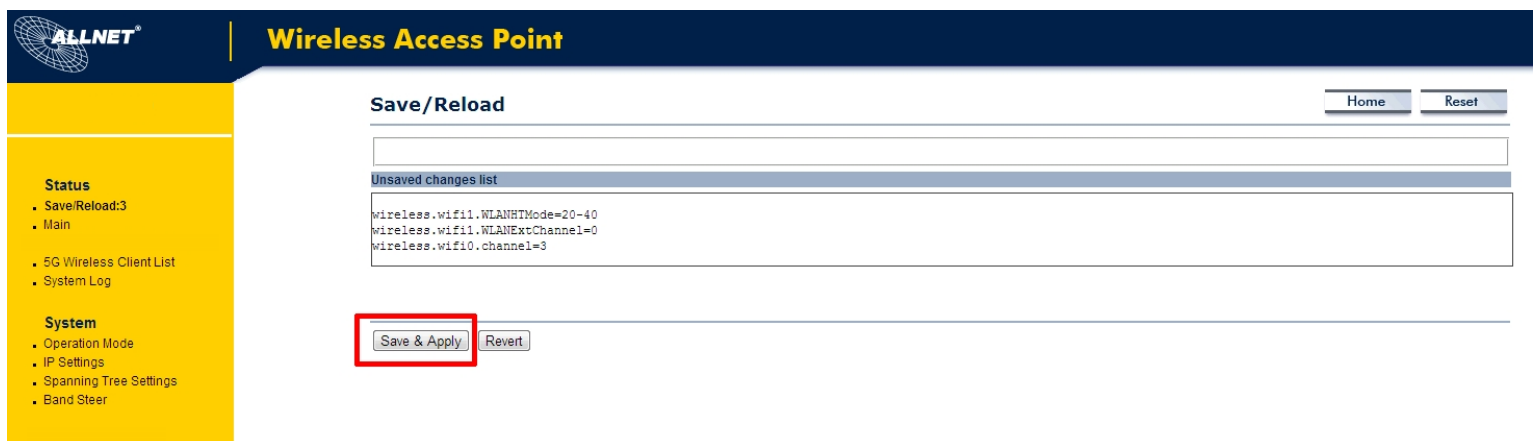 ALLNET®
Wireless Access Point
Save/Reload
Home
Reset
Unsaved changes list
wireless.wifi1.WLANHTMode=20-40
wireless.wifi1.WLANExtChannel=0
wireless.wifi0.channel=3
Save & Apply
Revert
Status
Save/Reload:3
Main
5G Wireless Client List
System Log
System
Operation Mode
IP Settings
Spanning Tree Settings
Band Steer